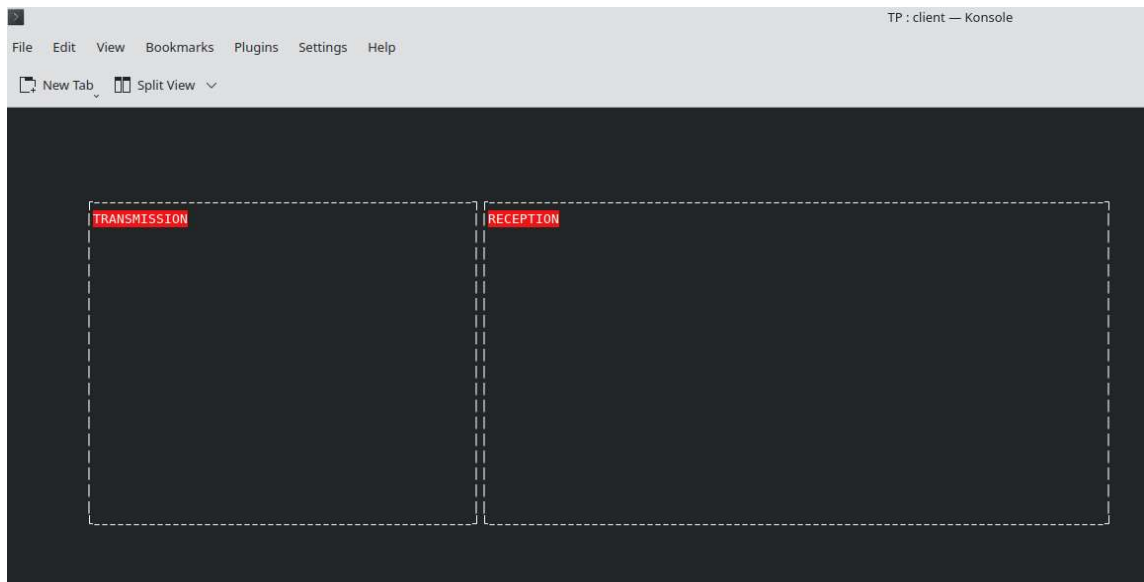 TP : client — Konsole
File Edit View Bookmarks Plugins Settings Help
New Tab Split View
TRANSMISSION RECEPTION